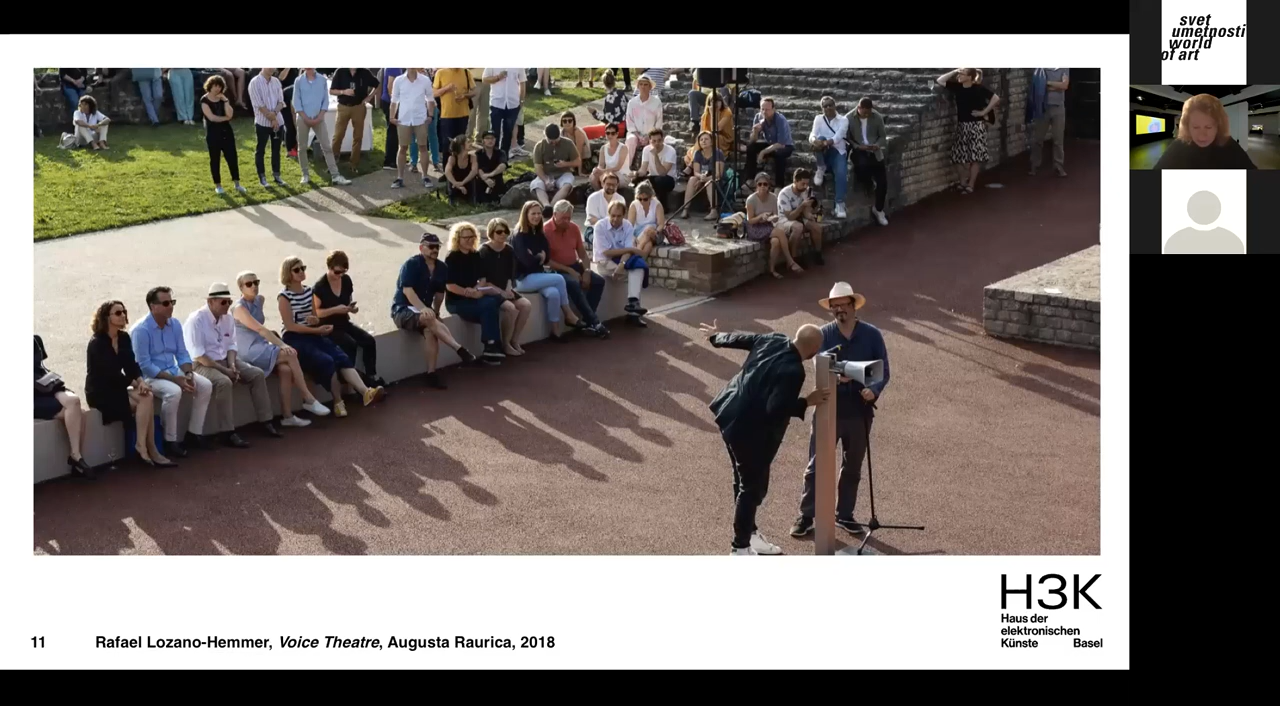 svet
umetnosti
world
of art
H3K
Haus der
elektronischen
Künste Basel
11 Rafael Lozano-Hemmer, Voice Theatre, Augusta Raurica, 2018